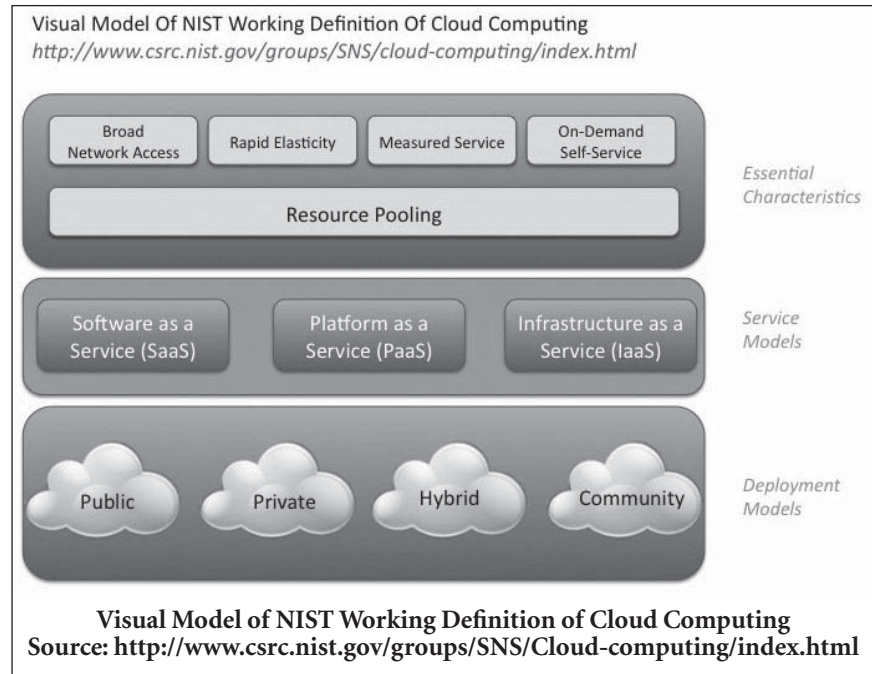 Visual Model Of NIST Working Definition Of Cloud Computing
http://www.csrc.nist.gov/groups/SNS/cloud-computing/index.html
Broad
Network Access
Rapid Elasticity
Measured Service
On-Demand
Self-Service
Resource Pooling
Essential
Characteristics
Software as a
Service (SaaS)
Platform as a
Service (PaaS)
Infrastructure as a
Service (IaaS)
Service
Models
Public
Private
Hybrid
Community
Deployment
Models
Visual Model of NIST Working Definition of Cloud Computing
Source: http://www.csrc.nist.gov/groups/SNS/Cloud-computing/index.html